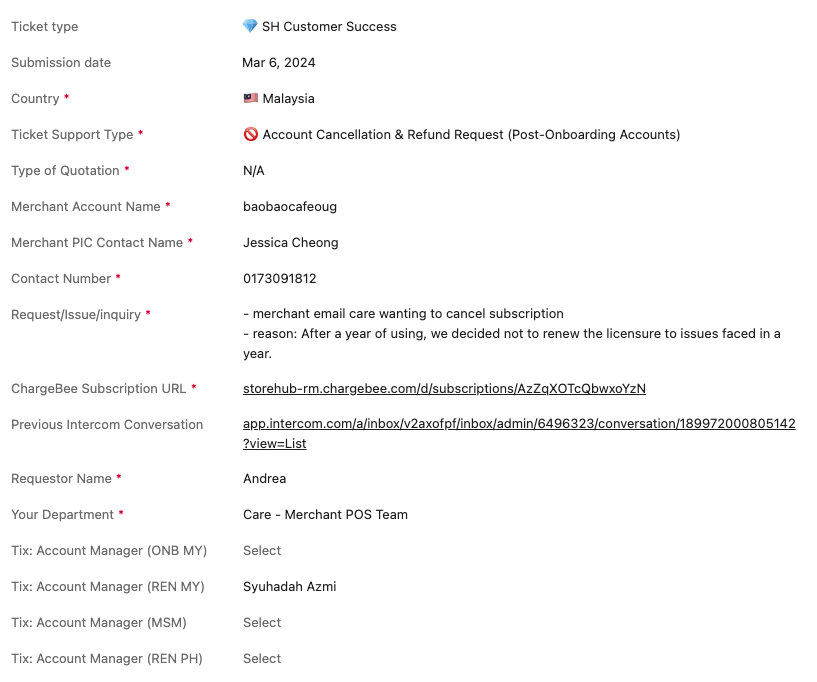 Ticket type 💎 SH Customer Success
Submission date Mar 6, 2024
Country * 🇲🇾 Malaysia
Ticket Support Type * 🚫 Account Cancellation & Refund Request (Post-Onboarding Accounts)
Type of Quotation * N/A
Merchant Account Name * baobaocafeoug
Merchant PIC Contact Name * Jessica Cheong
Contact Number * 0173091812
Request/Issue/inquiry * - merchant email care wanting to cancel subscription
- reason: After a year of using, we decided not to renew the licensure to issues faced in a
year.
ChargeBee Subscription URL * storehub-rm.chargebee.com/d/subscriptions/AzZqXOTcQbwxoYzN
Previous Intercom Conversation app.intercom.com/a/inbox/v2axofpf/inbox/admin/6496323/conversation/189972000805142
?view=List
Requestor Name * Andrea
Your Department * Care - Merchant POS Team
Tix: Account Manager (ONB MY) Select
Tix: Account Manager (REN MY) Syuhadah Azmi
Tix: Account Manager (MSM) Select
Tix: Account Manager (REN PH) Select